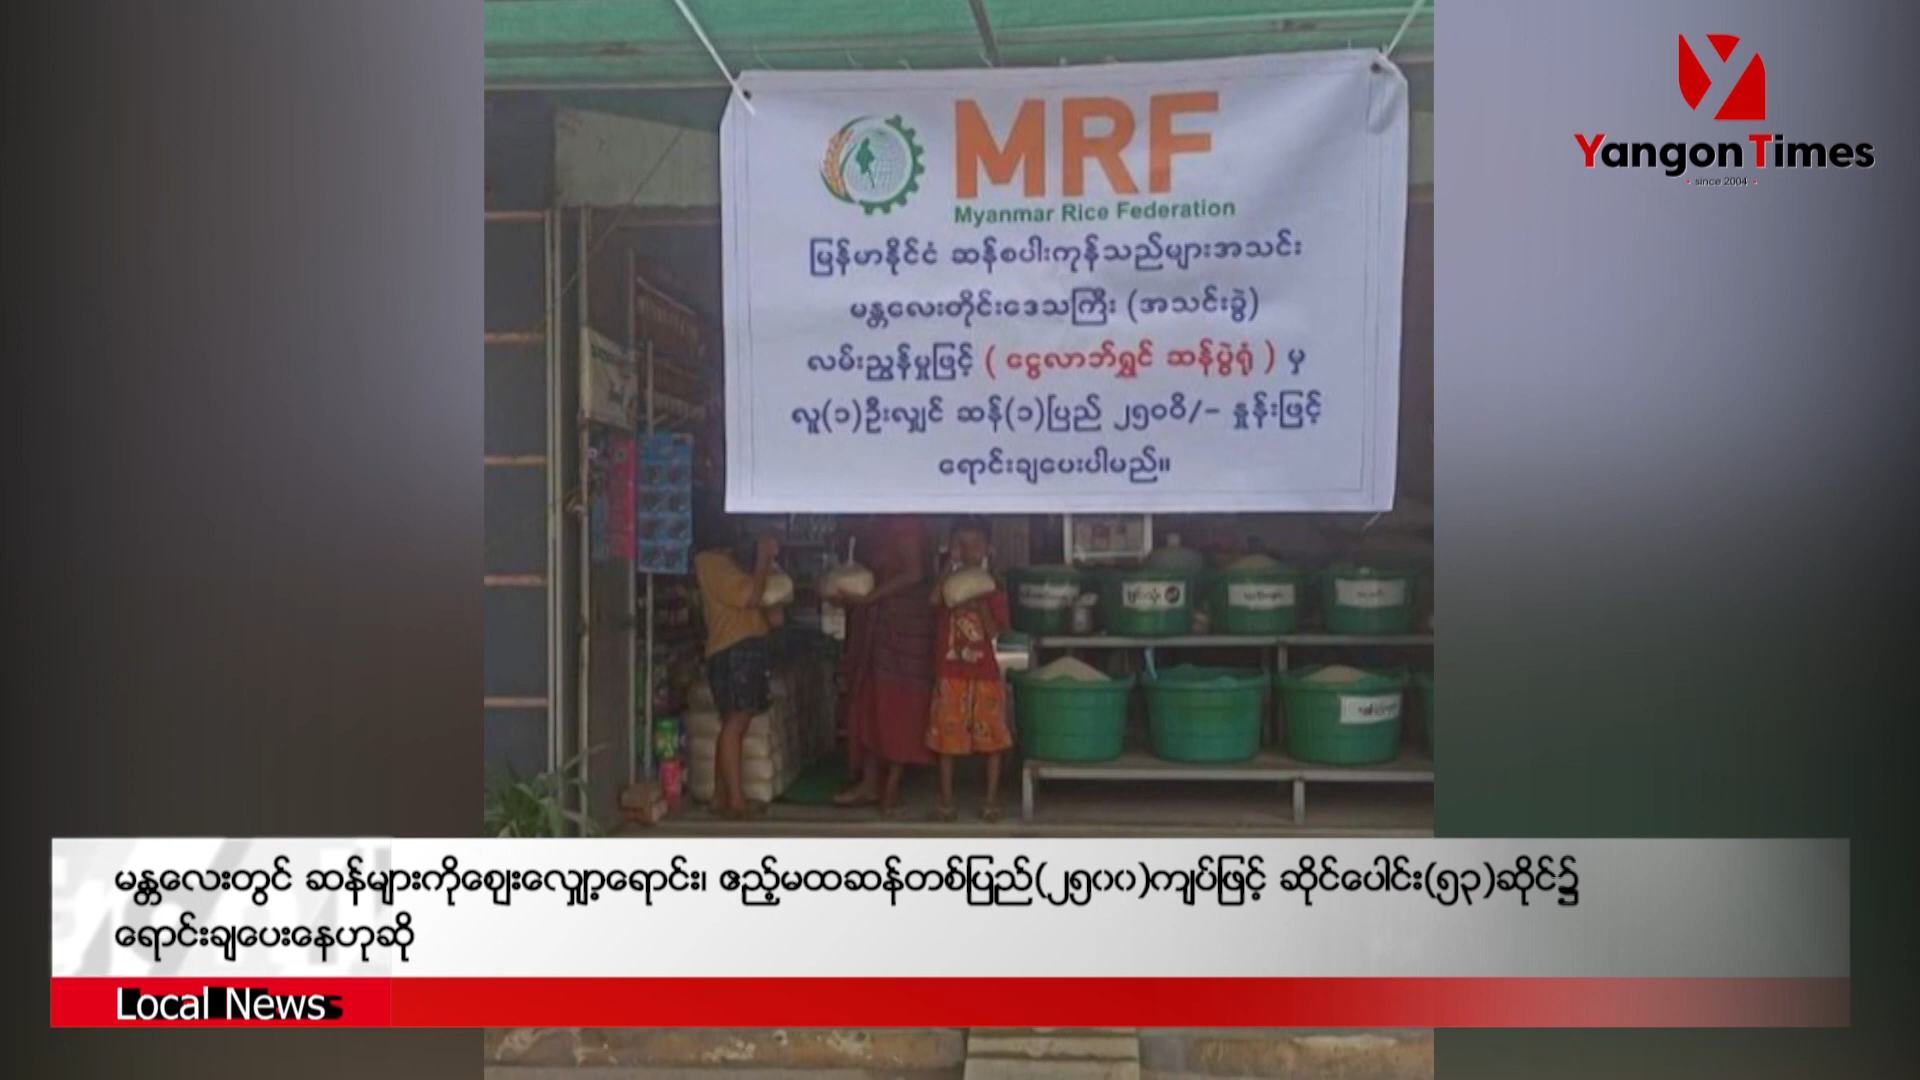 MRF
Myanmar Rice Federation
မြန်မာနိုင်ငံ ဆန်စပါးကုန်သည်များအသင်း
မန္တလေးတိုင်းဒေသကြီး (အသင်းခွဲ)
လမ်းညွှန်မှုဖြင့် ( ငွေလာဘ်ရွှင် ဆန်ပွဲရုံ ) မှ
လူ(၁)ဦးလျှင် ဆန်(၁)ပြည် ၂၅၀ဝိ/- နှုန်းဖြင့်
ရောင်းချပေးပါမည်။
Yangon Times
since 2004
မန္တလေးတွင် ဆန်များကိုဈေးလျှော့ရောင်း၊ ဧည့်မထဆန်တစ်ပြည်(၂၅၀၀)ကျပ်ဖြင့် ဆိုင်ပေါင်း(၅၃)ဆိုင်၌
ရောင်းချပေးနေဟုဆို
Local News